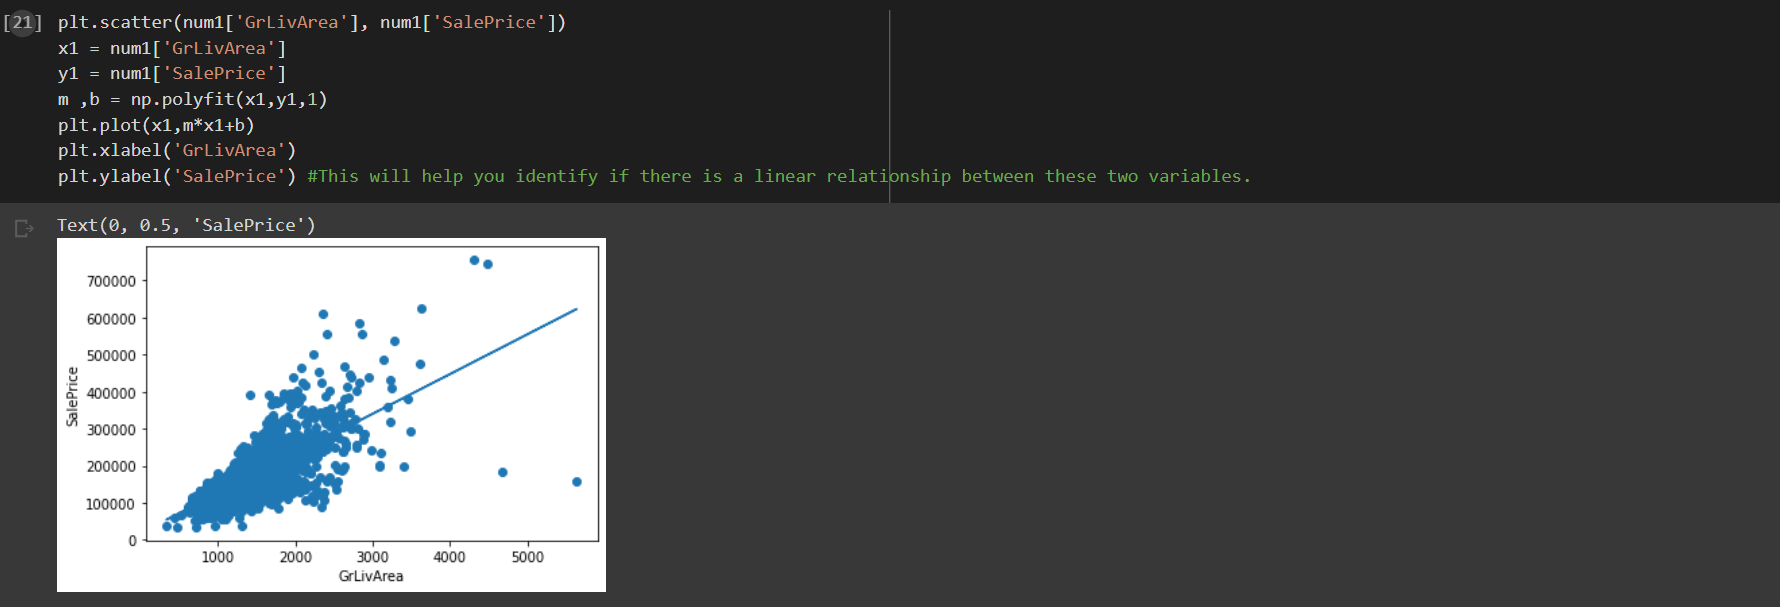 [21] plt.scatter(num1['GrLivArea'], num1['SalePrice'])
x1 = num1['GrLivArea']
y1 = num1['SalePrice']
m ,b = np.polyfit(x1,y1,1)
plt.plot(x1,m*x1+b)
plt.xlabel('GrLivArea')
plt.ylabel('SalePrice') #This will help you identify if there is a linear relationship between these two variables.
Text(0, 0.5, 'SalePrice')
700000
600000
500000
400000
300000
200000
100000
0
SalePrice
1000 2000 3000 4000 5000
GrLivArea